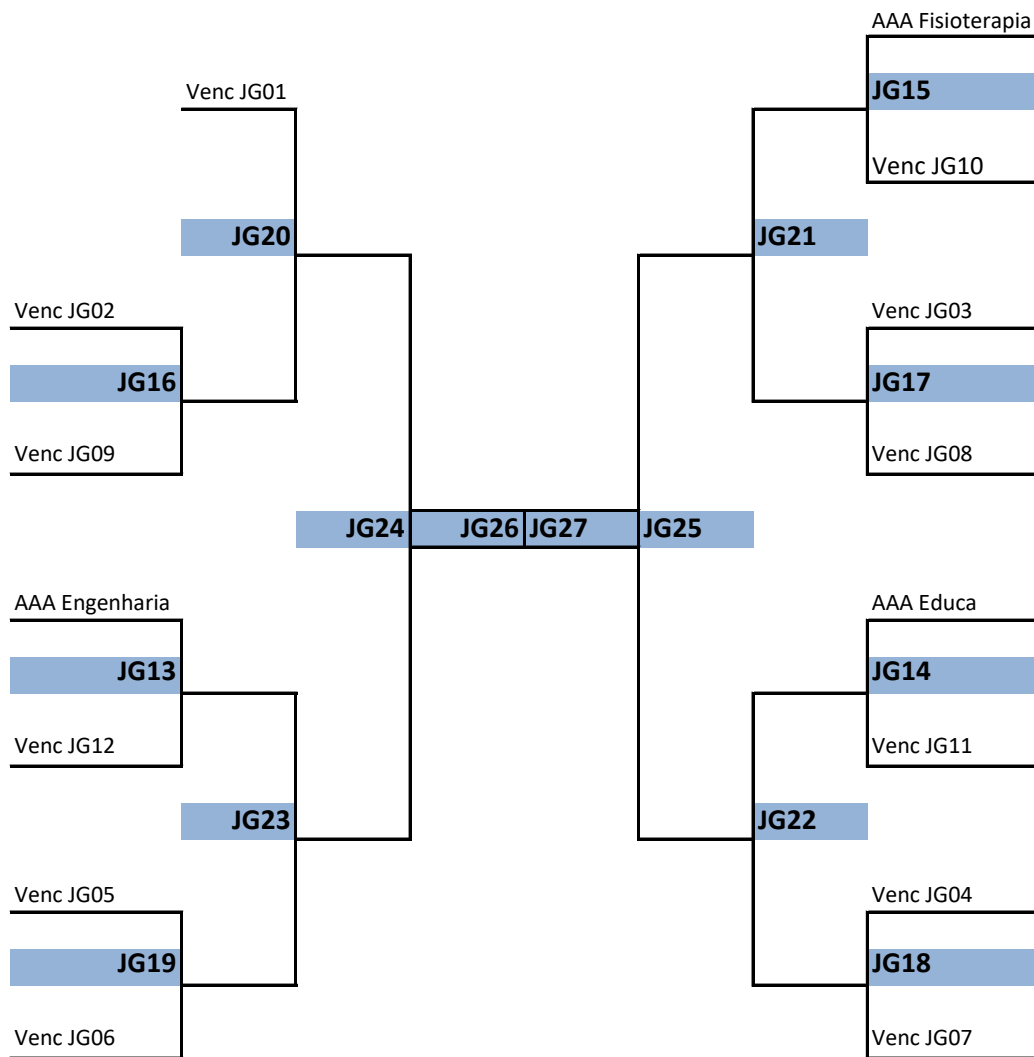 AAA Fisioterapia
Venc JG01
JG15
Venc JG10
JG20
JG21
Venc JG02
Venc JG03
JG16
JG17
Venc JG09
Venc JG08
JG24
JG26
JG27
JG25
AAA Engenharia
AAA Educa
JG13
JG14
Venc JG12
Venc JG11
JG23
JG22
Venc JG05
Venc JG04
JG19
JG18
Venc JG06
Venc JG07